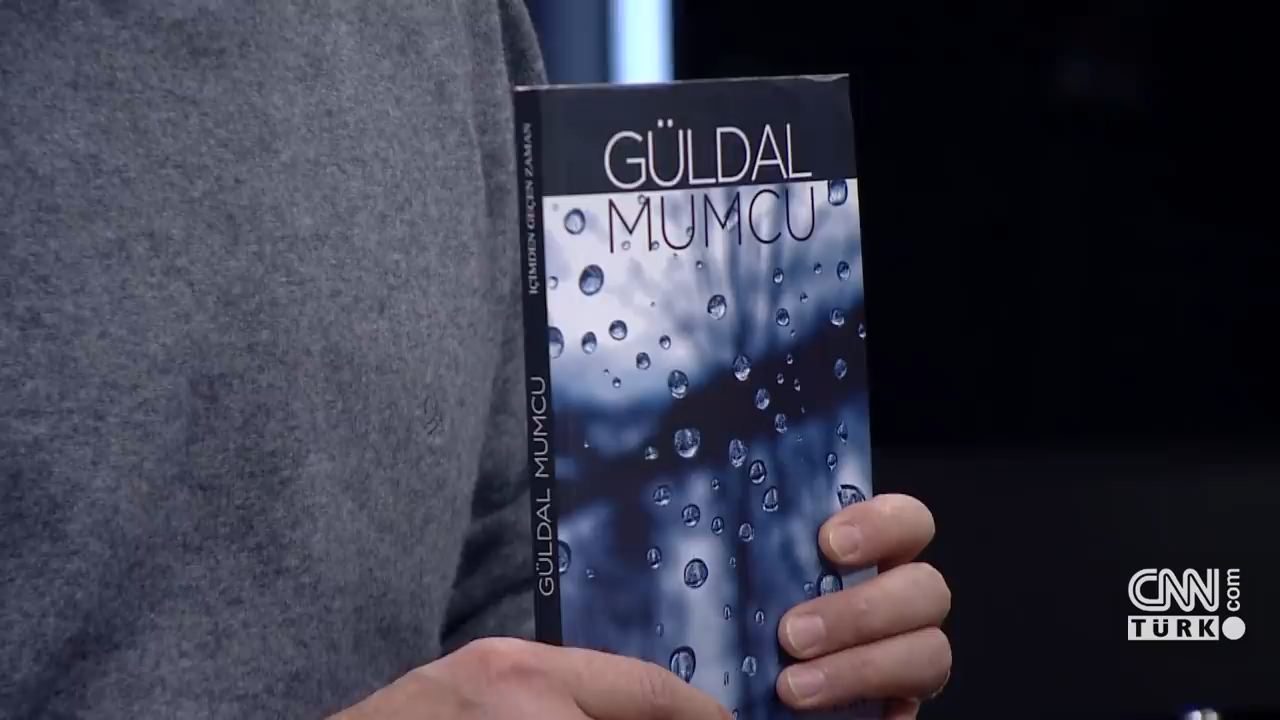 GÜLDAL
MUMCU
İÇİMDEN GEÇEN ZAMAN
GÜLDAL MUMCU
CNN
TÜRK
.com